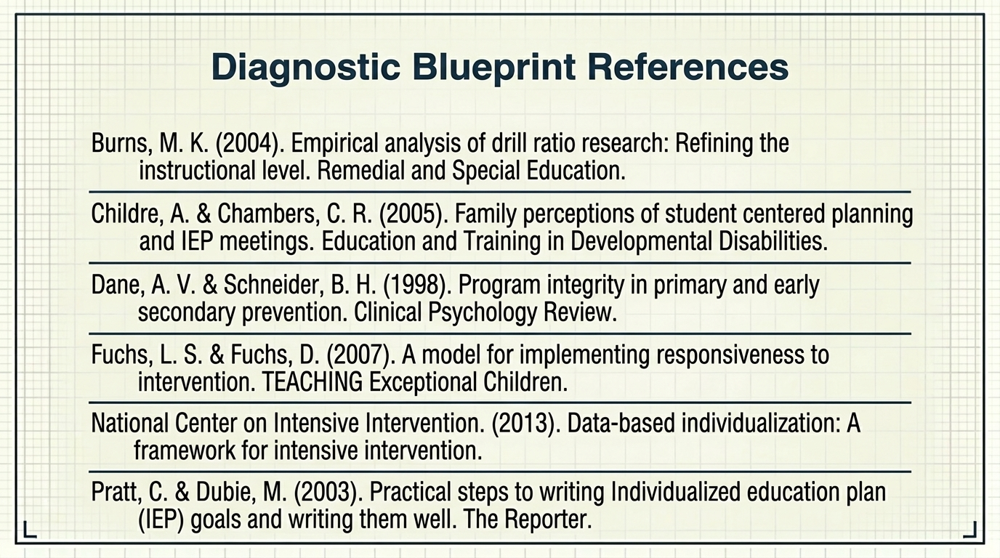 Diagnostic Blueprint References
Burns, M. K. (2004). Empirical analysis of drill ratio research: Refining the
instructional level. Remedial and Special Education.
Childre, A. & Chambers, C. R. (2005). Family perceptions of student centered planning
and IEP meetings. Education and Training in Developmental Disabilities.
Dane, A. V. & Schneider, B. H. (1998). Program integrity in primary and early
secondary prevention. Clinical Psychology Review.
Fuchs, L. S. & Fuchs, D. (2007). A model for implementing responsiveness to
intervention. TEACHING Exceptional Children.
National Center on Intensive Intervention. (2013). Data-based individualization: A
framework for intensive intervention.
Pratt, C. & Dubie, M. (2003). Practical steps to writing Individualized education plan
(IEP) goals and writing them well. The Reporter.